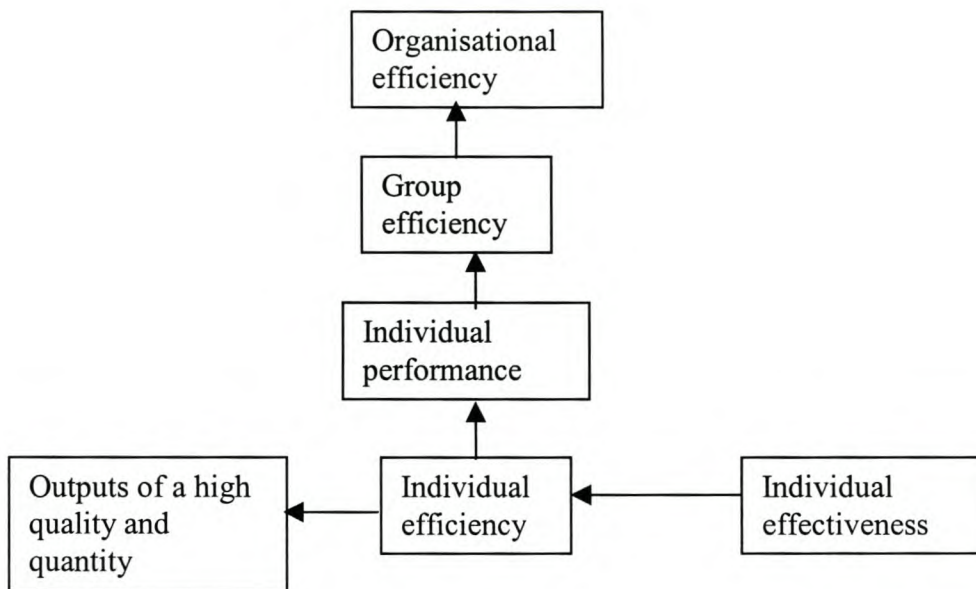 Organisational
efficiency
Group
efficiency
Individual
performance
Outputs of a high
quality and
quantity
Individual
efficiency
Individual
effectiveness